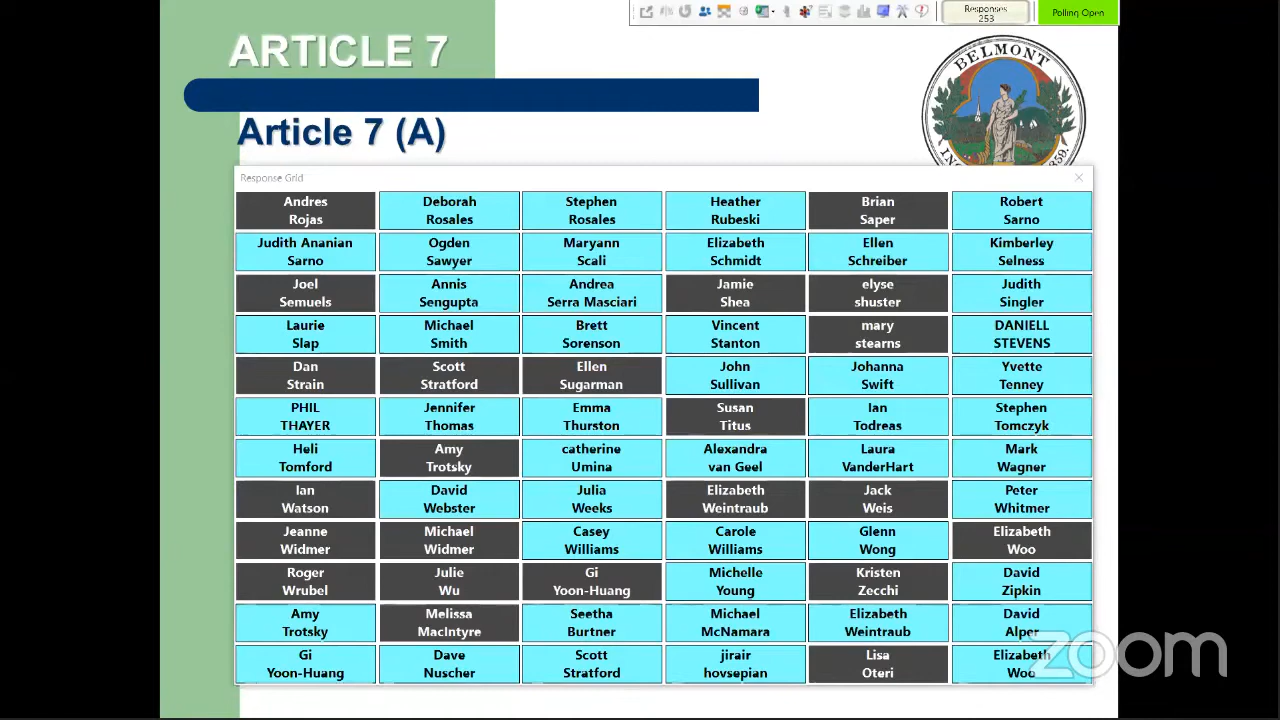 Responses
253
Polling Open
ARTICLE 7
BELMONT
Article 7 (A)
IN 859.
Response Grid
Andres Deborah Stephen Heather Brian Robert
Rojas Rosales Rosales Rubeski Saper Sarno
Judith Ananian Ogden Maryann Elizabeth Ellen Kimberley
Sarno Sawyer Scali Schmidt Schreiber Selness
Joel Annis Andrea Jamie elyse Judith
Semuels Sengupta Serra Masciari Shea shuster Singler
Laurie Michael Brett Vincent mary DANIELL
Slap Smith Sorenson Stanton stearns STEVENS
Dan Scott Ellen John Johanna Yvette
Strain Stratford Sugarman Sullivan Swift Tenney
PHIL Jennifer Emma Susan Ian Stephen
THAYER Thomas Thurston Titus Todreas Tomczyk
Heli Amy catherine Alexandra Laura Mark
Tomford Trotsky Umina van Geel VanderHart Wagner
Ian David Julia Elizabeth Jack Peter
Watson Webster Weeks Weintraub Weis Whitmer
Jeanne Michael Casey Carole Glenn Elizabeth
Widmer Widmer Williams Williams Wong Woo
Roger Julie Gi Michelle Kristen David
Wrubel Wu Yoon-Huang Young Zecchi Zipkin
Amy Melissa Seetha Michael Elizabeth David
Trotsky MacIntyre Burtner McNamara Weintraub Alper
Gi Dave Scott jirair Lisa Elizabeth
Yoon-Huang Nuscher Stratford hovsepian Oteri Woo
zoom